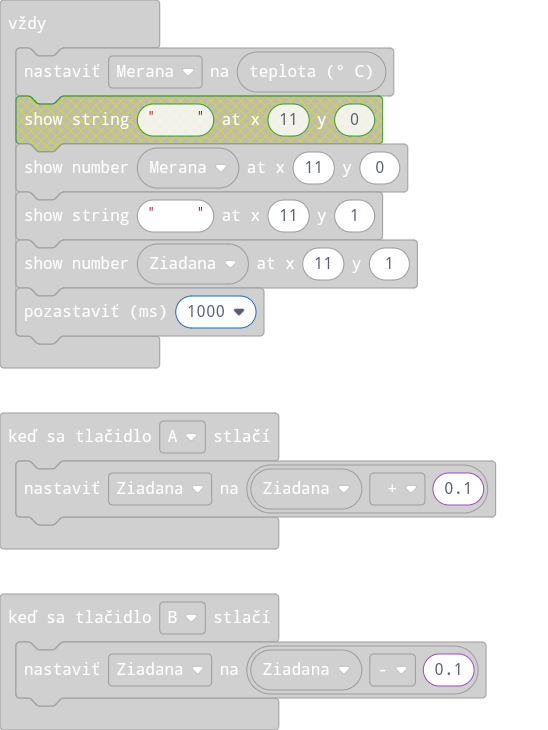 vždy
nastaviť Merana na teplota (° C)
show string "    " at x 11 y 0
show number Merana at x 11 y 0
show string "    " at x 11 y 1
show number Ziadana at x 11 y 1
pozastaviť (ms) 1000
keď sa tlačidlo A stlačí
nastaviť Ziadana na Ziadana + 0.1
keď sa tlačidlo B stlačí
nastaviť Ziadana na Ziadana - 0.1